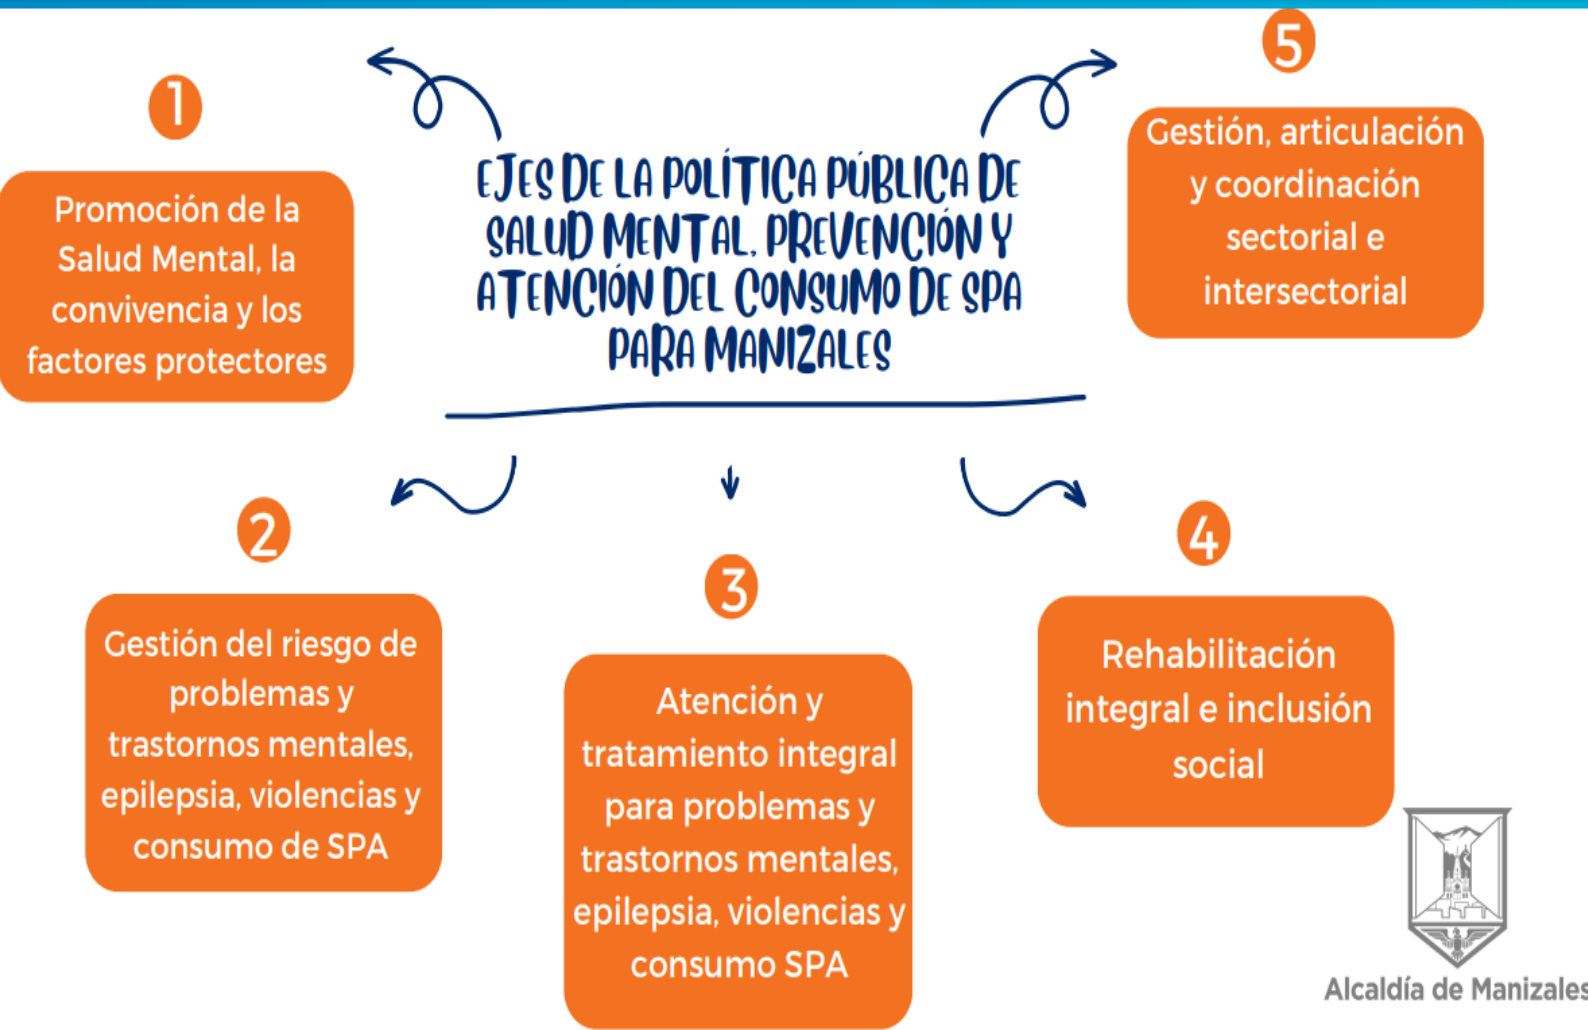 EJES DE LA POLÍTICA PÚBLICA DE
SALUD MENTAL, PREVENCIÓN Y
ATENCIÓN DEL CONSUMO DE SPA
PARA MANIZALES
1
Promoción de la
Salud Mental, la
convivencia y los
factores protectores
2
Gestión del riesgo de
problemas y
trastornos mentales,
epilepsia, violencias y
consumo de SPA
3
Atención y
tratamiento integral
para problemas y
trastornos mentales,
epilepsia, violencias y
consumo SPA
4
Rehabilitación
integral e inclusión
social
5
Gestión, articulación
y coordinación
sectorial e
intersectorial
Alcaldía de Manizales